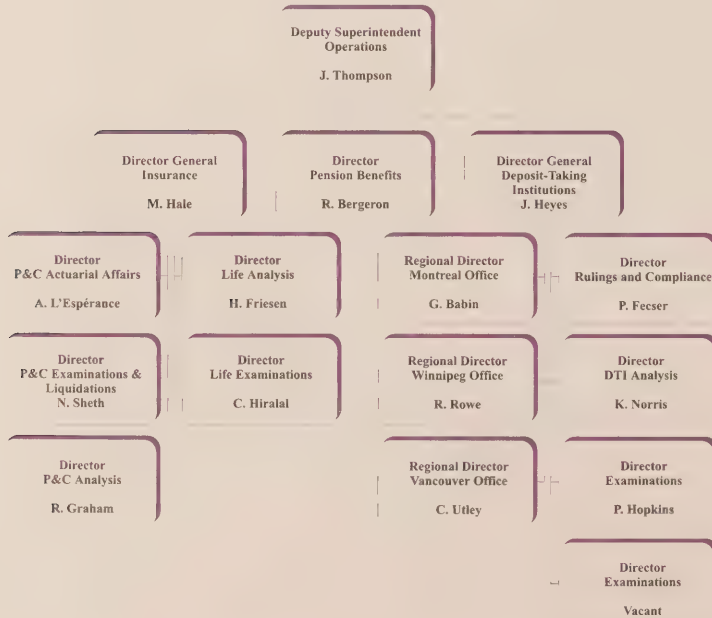 Deputy Superintendent
Operations
J. Thompson
Director General
Insurance
M. Hale
Director
Pension Benefits
R. Bergeron
Director General
Deposit-Taking
Institutions
J. Heyes
Director
P&C Actuarial Affairs
A. L'Espérance
Director
Life Analysis
H. Friesen
Regional Director
Montreal Office
G. Babin
Director
Rulings and Compliance
P. Fecser
Director
P&C Examinations &
Liquidations
N. Sheth
Director
Life Examinations
C. Hiralal
Regional Director
Winnipeg Office
R. Rowe
Director
DTI Analysis
K. Norris
Director
P&C Analysis
R. Graham
Regional Director
Vancouver Office
C. Utley
Director
Examinations
P. Hopkins
Director
Examinations
Vacant